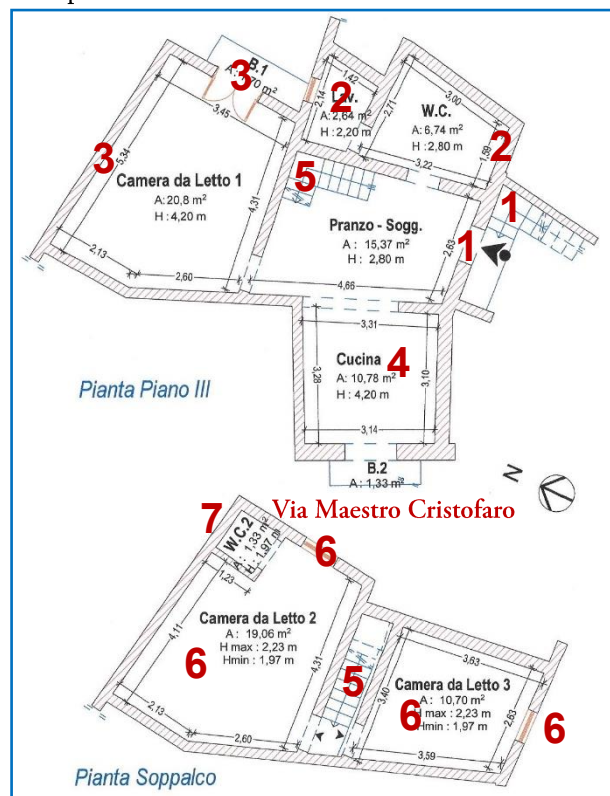 B.1
A: 1,70 m²
3
3,45
Lav.
A: 2,64 m²
H : 2,20 m
2
1,42
2,14
2,71
W.C.
A: 6,74 m²
H : 2,80 m
3,00
1,59
2
3,22
3
5,34
Camera da Letto 1
A: 20,8 m²
H : 4,20 m
4,31
2,13
2,60
5
Pranzo - Sogg.
A : 15,37 m²
H : 2,80 m
2,63
4,66
1
1
3,31
Cucina
A: 10,78 m²
H : 4,20 m
4
3,28
3,10
3,14
Pianta Piano III
B.2
A : 1,33 m²
N
Via Maestro Cristofaro
7
W.C.2
A : 1,33 m²
H : 1,97 m
1,23
6
Camera da Letto 2
A : 19,06 m²
H max : 2,23 m
Hmin : 1,97 m
6
4,11
4,31
2,13
2,60
5
3,40
3,63
Camera da Letto 3
A : 10,70 m²
H max : 2,23 m
Hmin : 1,97 m
6
2,63
6
3,59
Pianta Soppalco